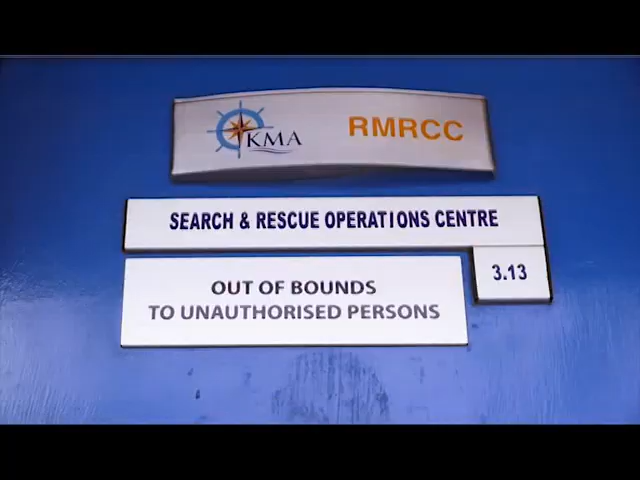 KMA RMRCC
SEARCH & RESCUE OPERATIONS CENTRE
3.13
OUT OF BOUNDS
TO UNAUTHORISED PERSONS